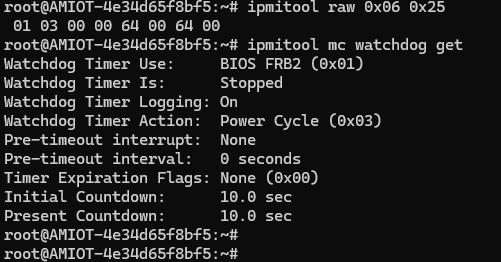 root@AMIOT-4e34d65f8bf5:~# ipmitool raw 0x06 0x25
 01 03 00 00 64 00 64 00
root@AMIOT-4e34d65f8bf5:~# ipmitool mc watchdog get
Watchdog Timer Use:     BIOS FRB2 (0x01)
Watchdog Timer Is:      Stopped
Watchdog Timer Logging: On
Watchdog Timer Action:  Power Cycle (0x03)
Pre-timeout interrupt:  None
Pre-timeout interval:   0 seconds
Timer Expiration Flags: None (0x00)
Initial Countdown:      10.0 sec
Present Countdown:      10.0 sec
root@AMIOT-4e34d65f8bf5:~#
root@AMIOT-4e34d65f8bf5:~#